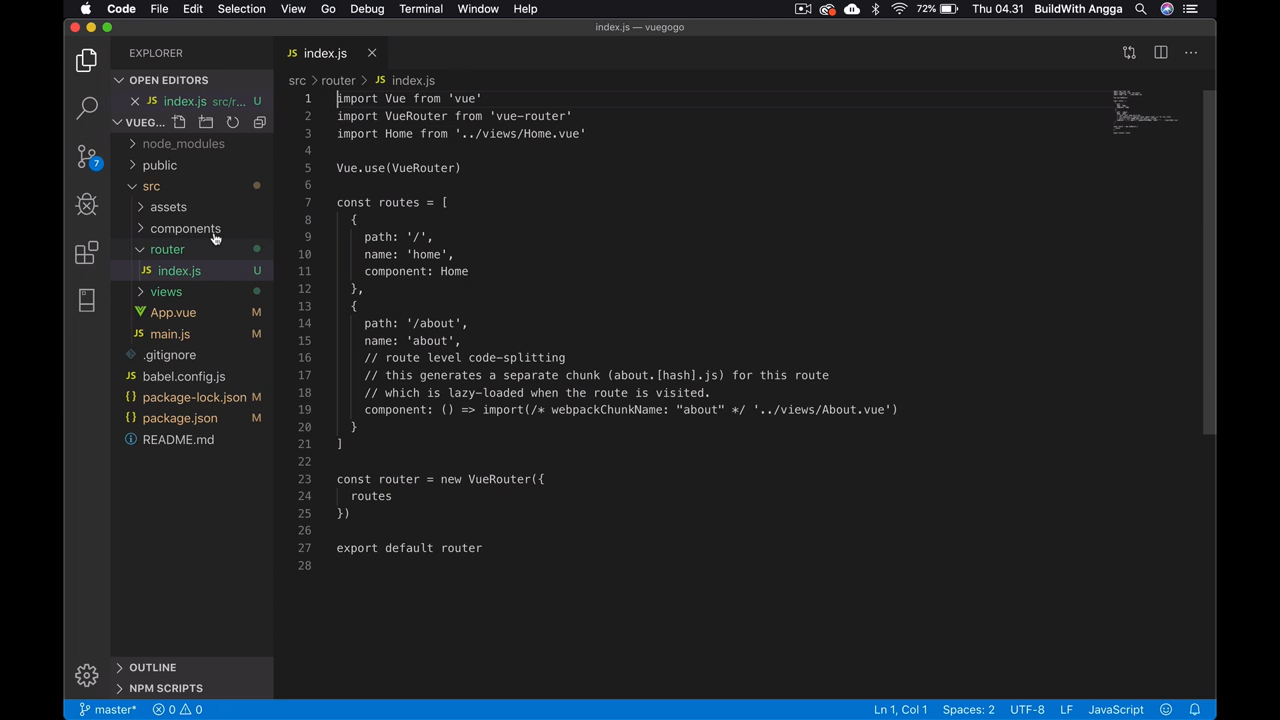 Code File Edit Selection View Go Debug Terminal Window Help 72% Thu 04.31 BuildWith Angga
index.js — vuegogo
EXPLORER
OPEN EDITORS
index.js src/r... U
VUEG...
node_modules
public
src
assets
components
router
index.js U
views
App.vue M
main.js M
.gitignore
babel.config.js
package-lock.json M
package.json M
README.md
OUTLINE
NPM SCRIPTS
JS index.js
src router JS index.js
1 import Vue from 'vue'
2 import VueRouter from 'vue-router'
3 import Home from '../views/Home.vue'
4
5 Vue.use(VueRouter)
6
7 const routes = [
8 {
9 path: '/',
10 name: 'home',
11 component: Home
12 },
13 {
14 path: '/about',
15 name: 'about',
16 // route level code-splitting
17 // this generates a separate chunk (about.[hash].js) for this route
18 // which is lazy-loaded when the route is visited.
19 component: () => import(/* webpackChunkName: "about" */ '../views/About.vue')
20 }
21 ]
22
23 const router = new VueRouter({
24 routes
25 })
26
27 export default router
28
master* 0 0 Ln 1, Col 1 Spaces: 2 UTF-8 LF JavaScript